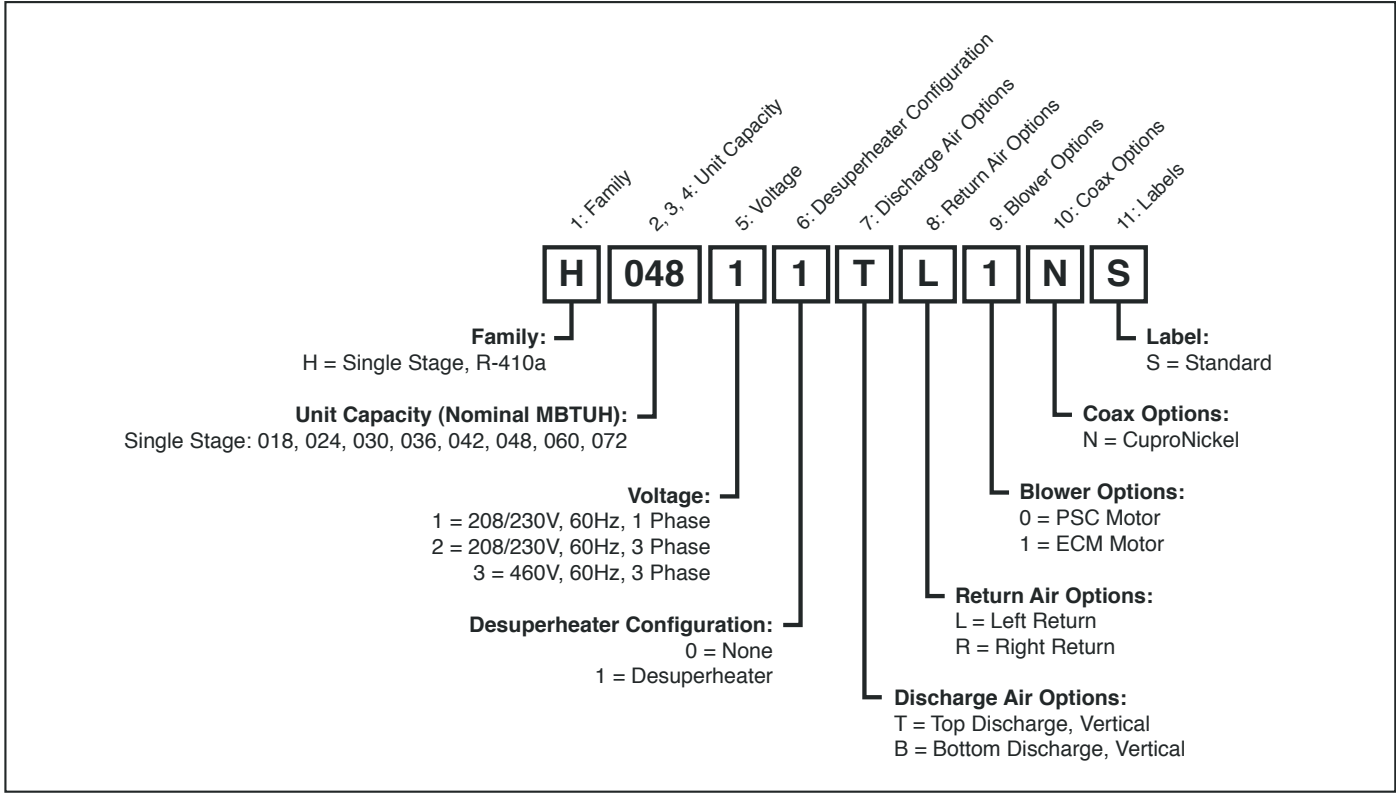 1: Family
2, 3, 4: Unit Capacity
5: Voltage
6: Desuperheater Configuration
7: Discharge Air Options
8: Return Air Options
9: Blower Options
10: Coax Options
11: Labels
H 048 1 1 T L 1 N S
Family:
H = Single Stage, R-410a
Unit Capacity (Nominal MBTUH):
Single Stage: 018, 024, 030, 036, 042, 048, 060, 072
Voltage:
1 = 208/230V, 60Hz, 1 Phase
2 = 208/230V, 60Hz, 3 Phase
3 = 460V, 60Hz, 3 Phase
Desuperheater Configuration:
0 = None
1 = Desuperheater
Label:
S = Standard
Coax Options:
N = CuproNickel
Blower Options:
0 = PSC Motor
1 = ECM Motor
Return Air Options:
L = Left Return
R = Right Return
Discharge Air Options:
T = Top Discharge, Vertical
B = Bottom Discharge, Vertical